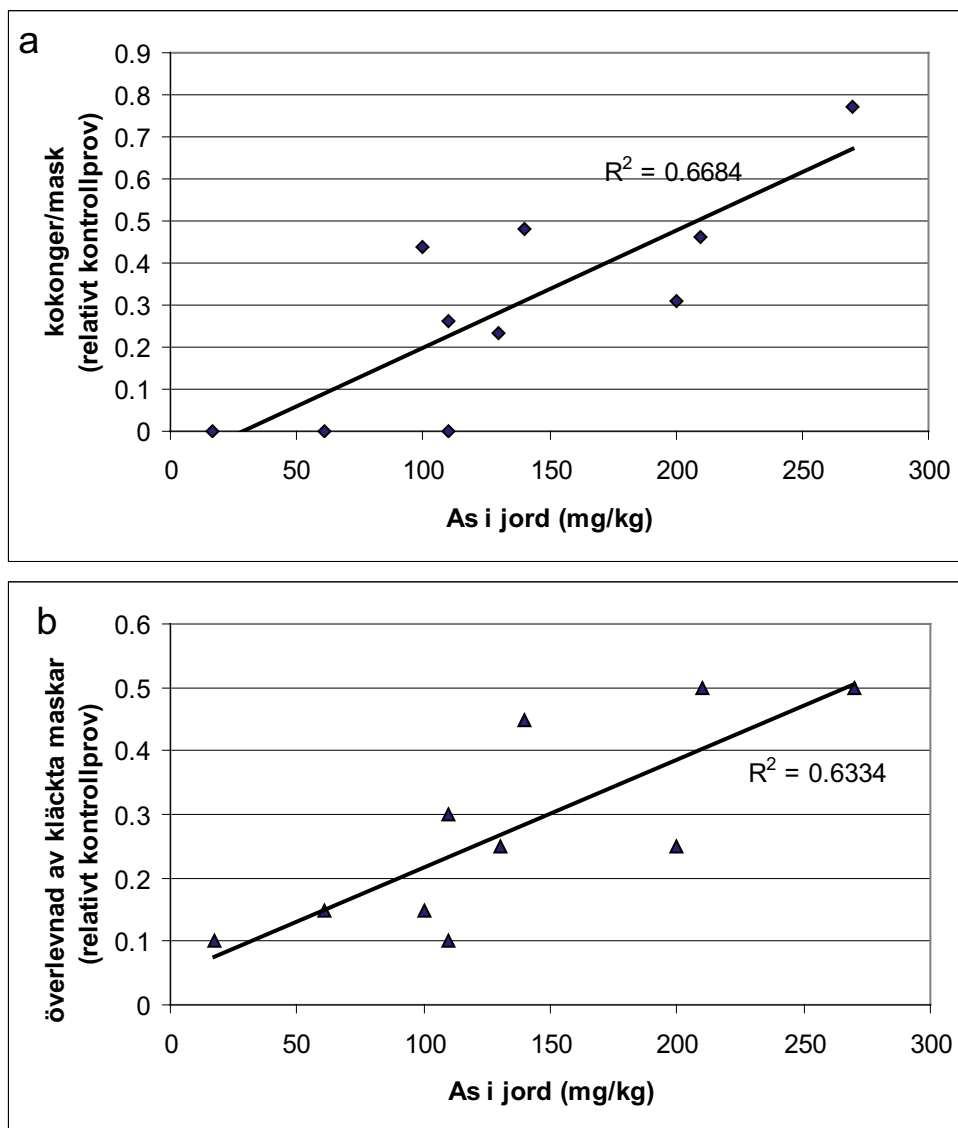 a
0.9
0.8
0.7
0.6
0.5
0.4
0.3
0.2
0.1
0
kokonger/mask
(relativt kontrollprov)
R² = 0.6684
0 50 100 150 200 250 300
As i jord (mg/kg)
b
0.6
0.5
0.4
0.3
0.2
0.1
0
överlevnad av kläckta maskar
(relativt kontrollprov)
R² = 0.6334
0 50 100 150 200 250 300
As i jord (mg/kg)